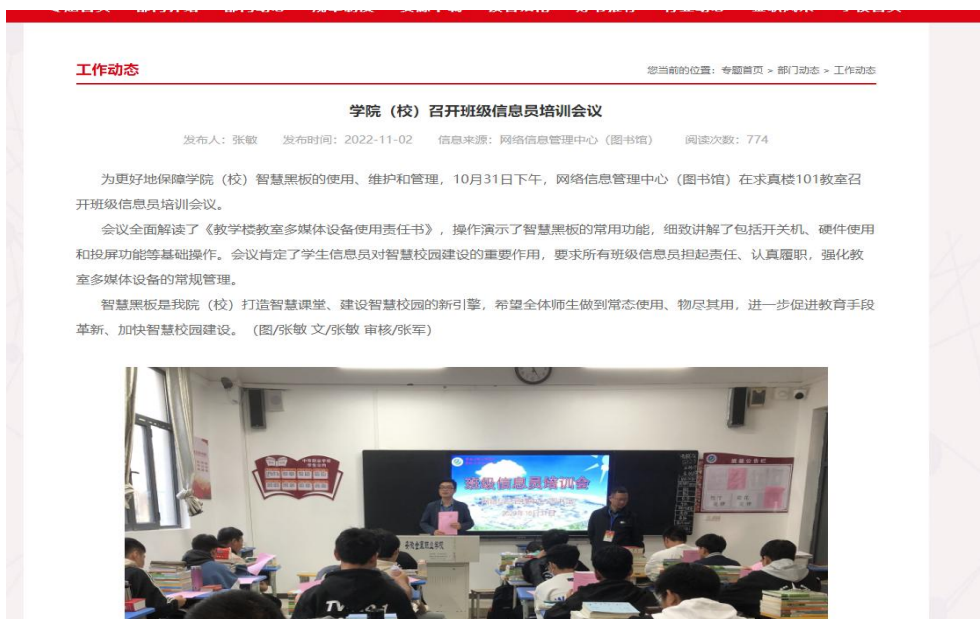 工作动态
您当前的位置：专题首页 > 部门动态 > 工作动态
学院（校）召开班级信息员培训会议
发布人：张敏 发布时间：2022-11-02 信息来源：网络信息管理中心（图书馆） 阅读次数：774
为更好地保障学院（校）智慧黑板的使用、维护和管理，10月31日下午，网络信息管理中心（图书馆）在求真楼101教室召
开班级信息员培训会议。
会议全面解读了《教学楼教室多媒体设备使用责任书》，操作演示了智慧黑板的常用功能，细致讲解了包括开关机、硬件使用
和投屏功能等基础操作。会议肯定了学生信息员对智慧校园建设的重要作用，要求所有班级信息员担起责任、认真履职，强化教
室多媒体设备的常规管理。
智慧黑板是我院（校）打造智慧课堂、建设智慧校园的新引擎，希望全体师生做到常态使用、物尽其用，进一步促进教育手段
革新、加快智慧校园建设。（图/张敏 文/张敏 审核/张军）
班级信息员培训会